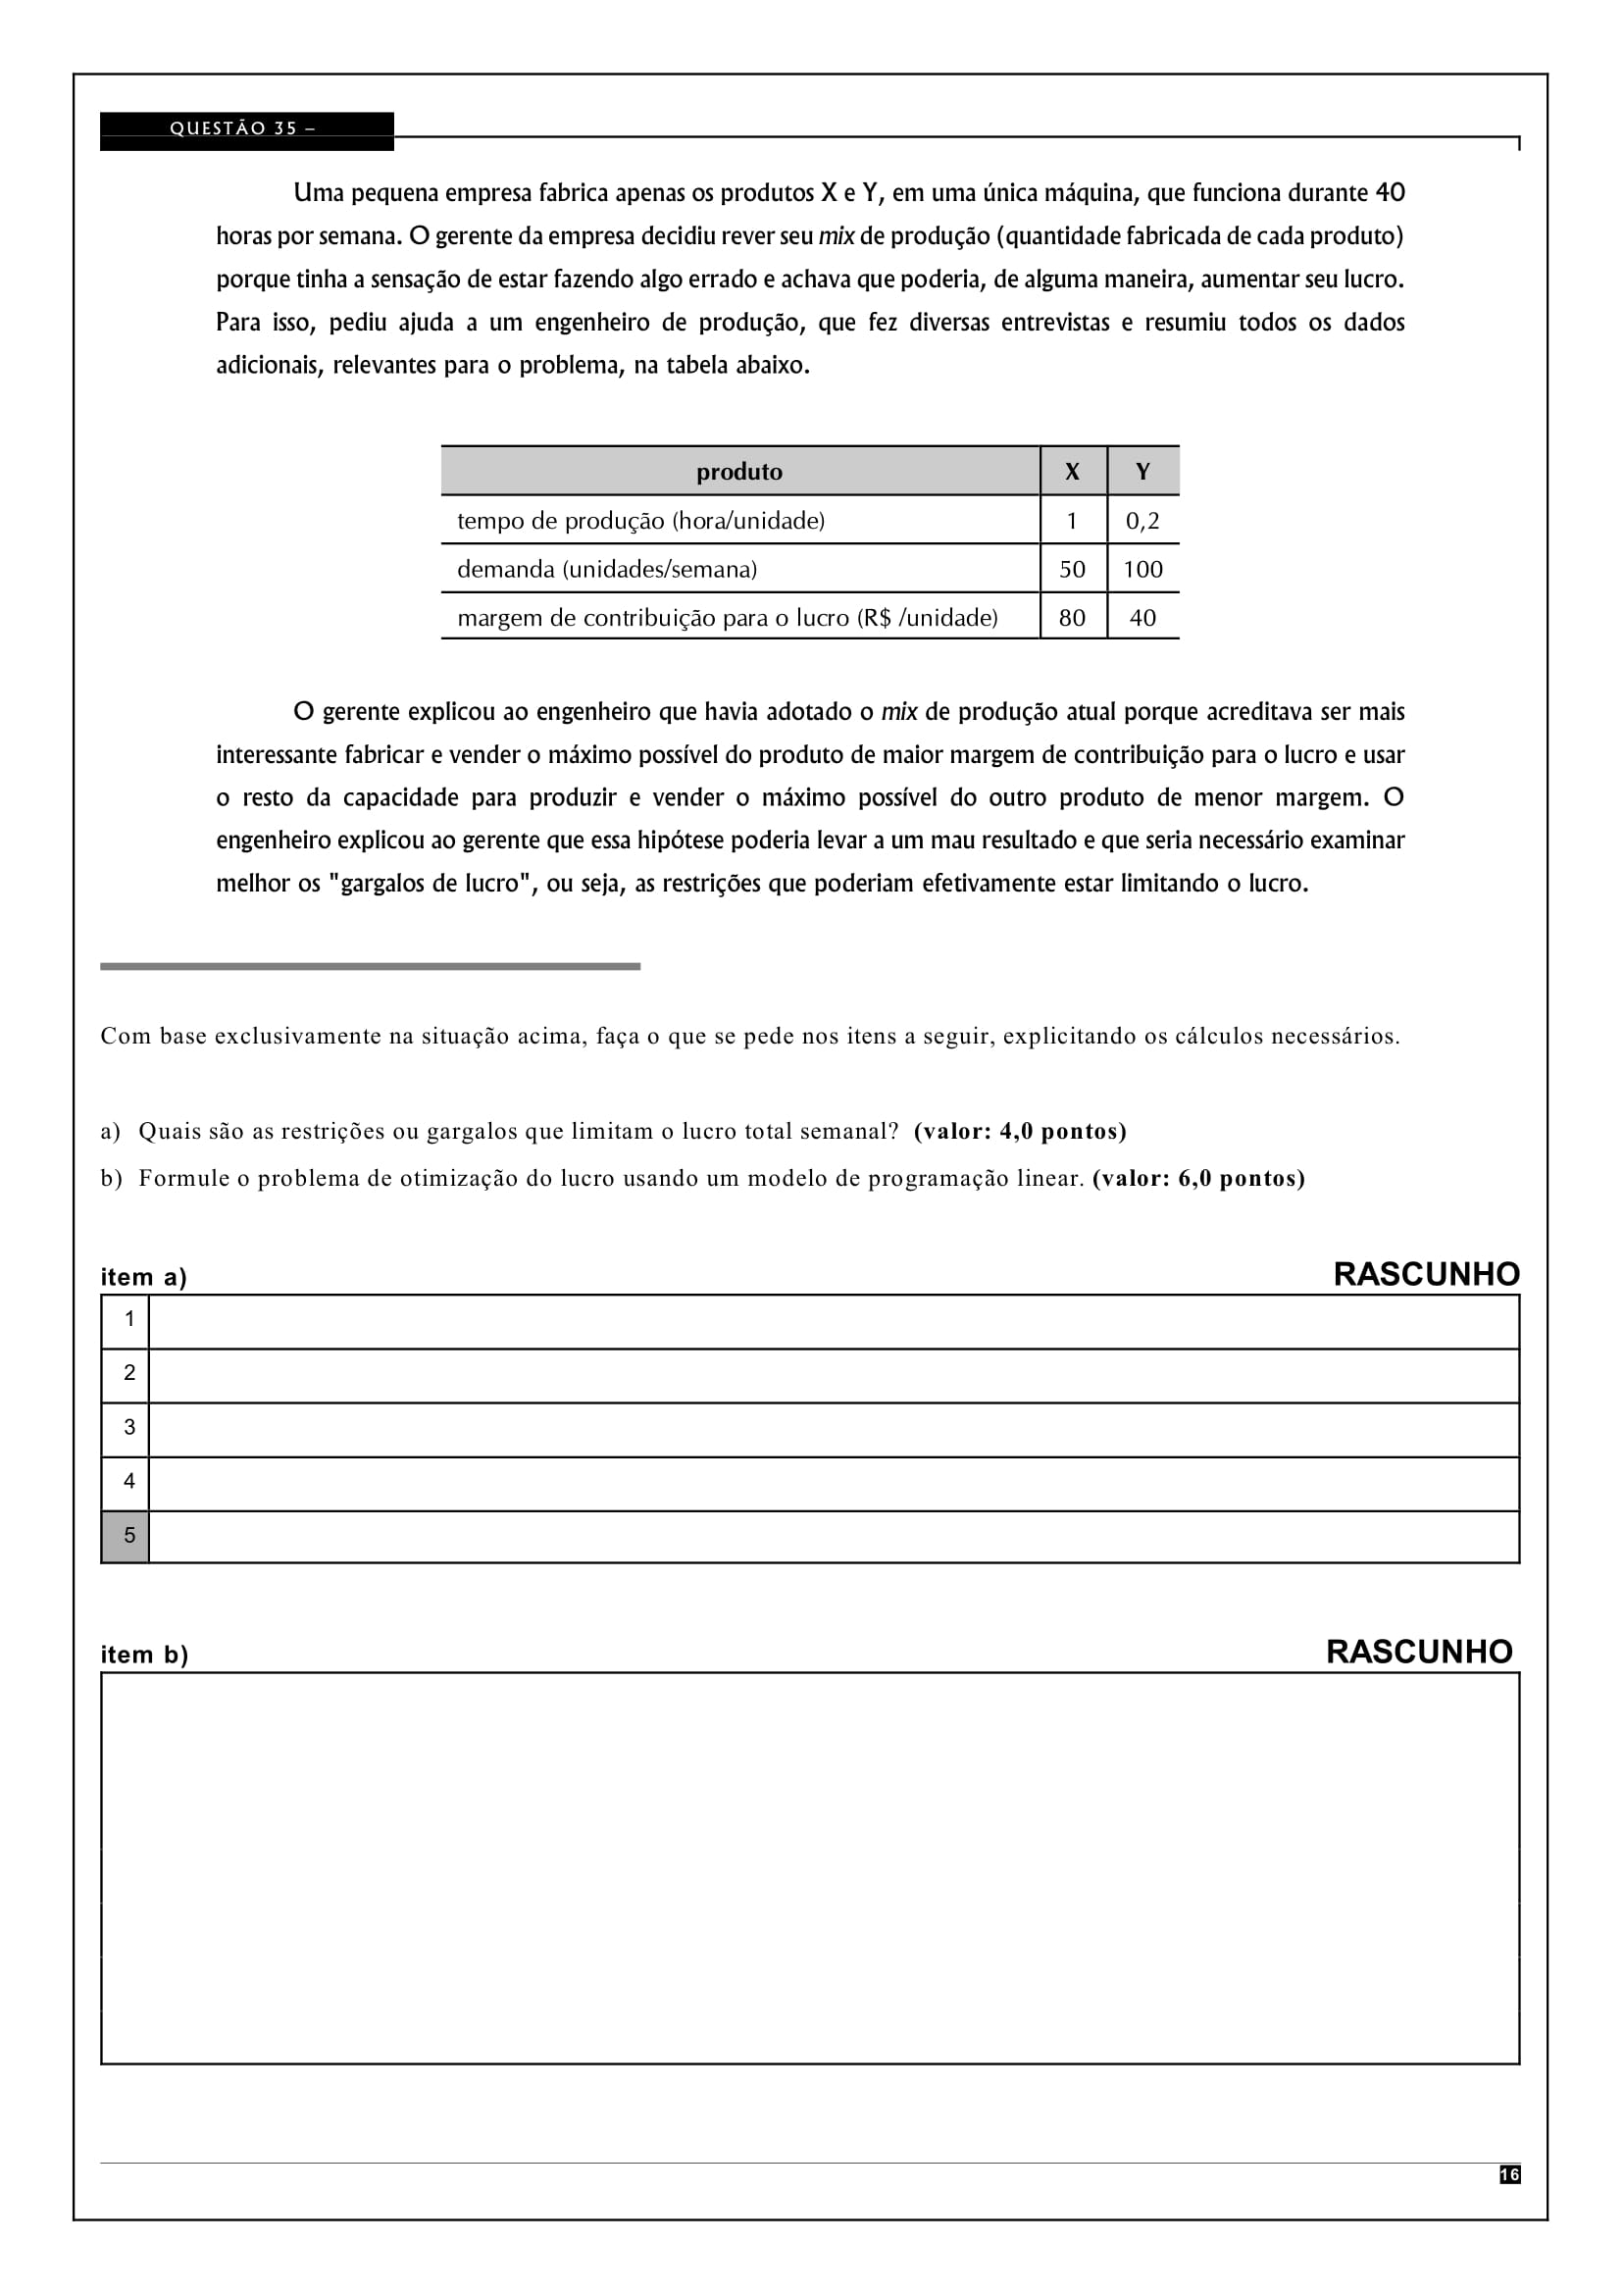 QUESTÃO 35 –
Uma pequena empresa fabrica apenas os produtos X e Y, em uma única máquina, que funciona durante 40
horas por semana. O gerente da empresa decidiu rever seu mix de produção (quantidade fabricada de cada produto)
porque tinha a sensação de estar fazendo algo errado e achava que poderia, de alguma maneira, aumentar seu lucro.
Para isso, pediu ajuda a um engenheiro de produção, que fez diversas entrevistas e resumiu todos os dados
adicionais, relevantes para o problema, na tabela abaixo.
produto X Y
tempo de produção (hora/unidade) 1 0,2
demanda (unidades/semana) 50 100
margem de contribuição para o lucro (R$ /unidade) 80 40
O gerente explicou ao engenheiro que havia adotado o mix de produção atual porque acreditava ser mais
interessante fabricar e vender o máximo possível do produto de maior margem de contribuição para o lucro e usar
o resto da capacidade para produzir e vender o máximo possível do outro produto de menor margem. O
engenheiro explicou ao gerente que essa hipótese poderia levar a um mau resultado e que seria necessário examinar
melhor os "gargalos de lucro", ou seja, as restrições que poderiam efetivamente estar limitando o lucro.
Com base exclusivamente na situação acima, faça o que se pede nos itens a seguir, explicitando os cálculos necessários.
a) Quais são as restrições ou gargalos que limitam o lucro total semanal? (valor: 4,0 pontos)
b) Formule o problema de otimização do lucro usando um modelo de programação linear. (valor: 6,0 pontos)
item a) RASCUNHO
1
2
3
4
5
item b) RASCUNHO
16